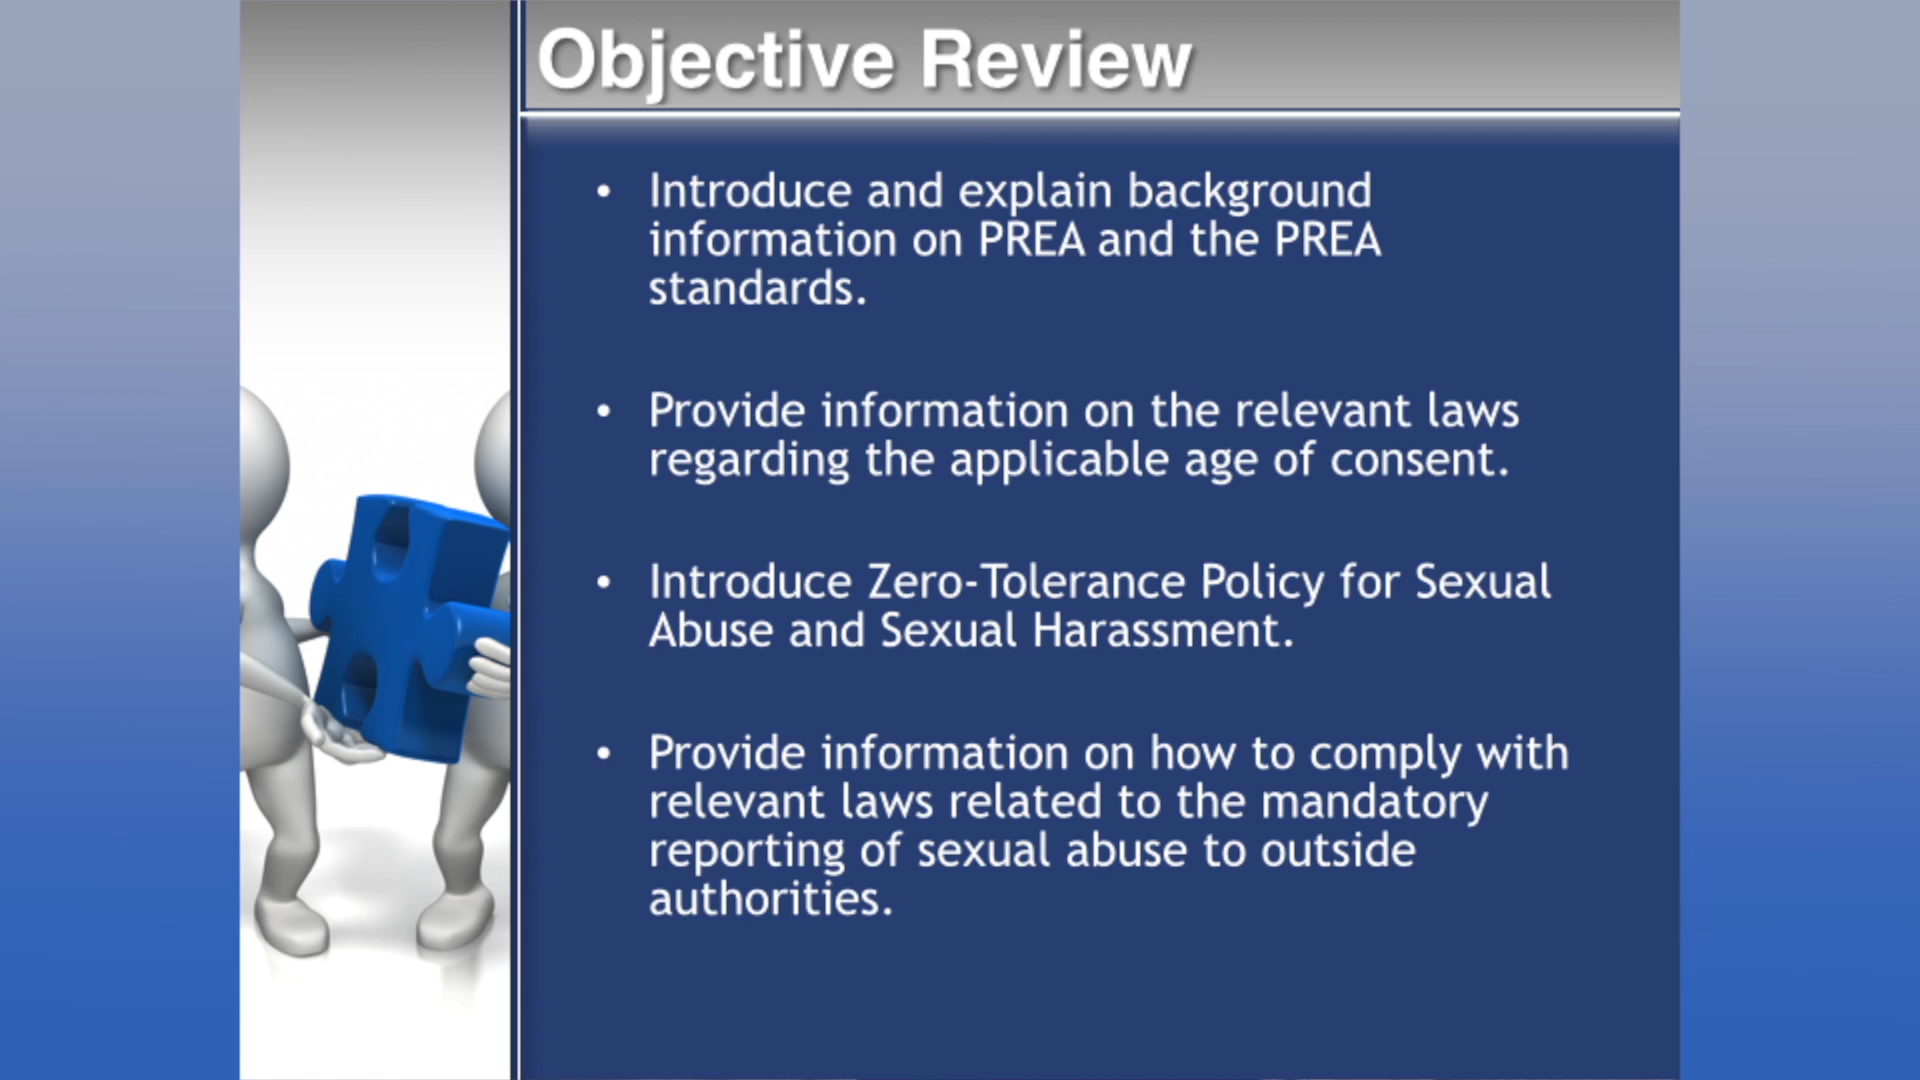 Objective Review
• Introduce and explain background
information on PREA and the PREA
standards.
• Provide information on the relevant laws
regarding the applicable age of consent.
• Introduce Zero-Tolerance Policy for Sexual
Abuse and Sexual Harassment.
• Provide information on how to comply with
relevant laws related to the mandatory
reporting of sexual abuse to outside
authorities.